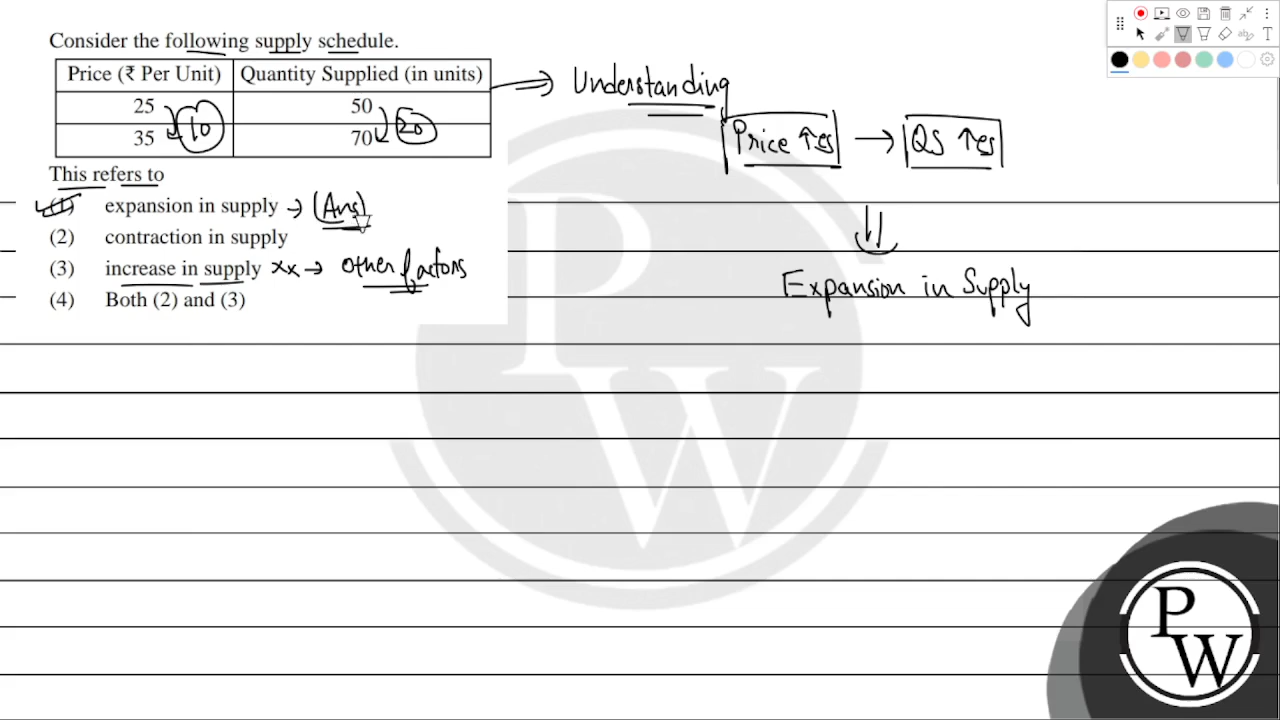 Consider the following supply schedule.
Price (₹ Per Unit) Quantity Supplied (in units)
25 50
35 70
10 20
This refers to
(1) expansion in supply → (Ans)
(2) contraction in supply
(3) increase in supply xx → other factors
(4) Both (2) and (3)
Understanding
Price ↑es → QS ↑es
Expansion in Supply
P
W
P
W